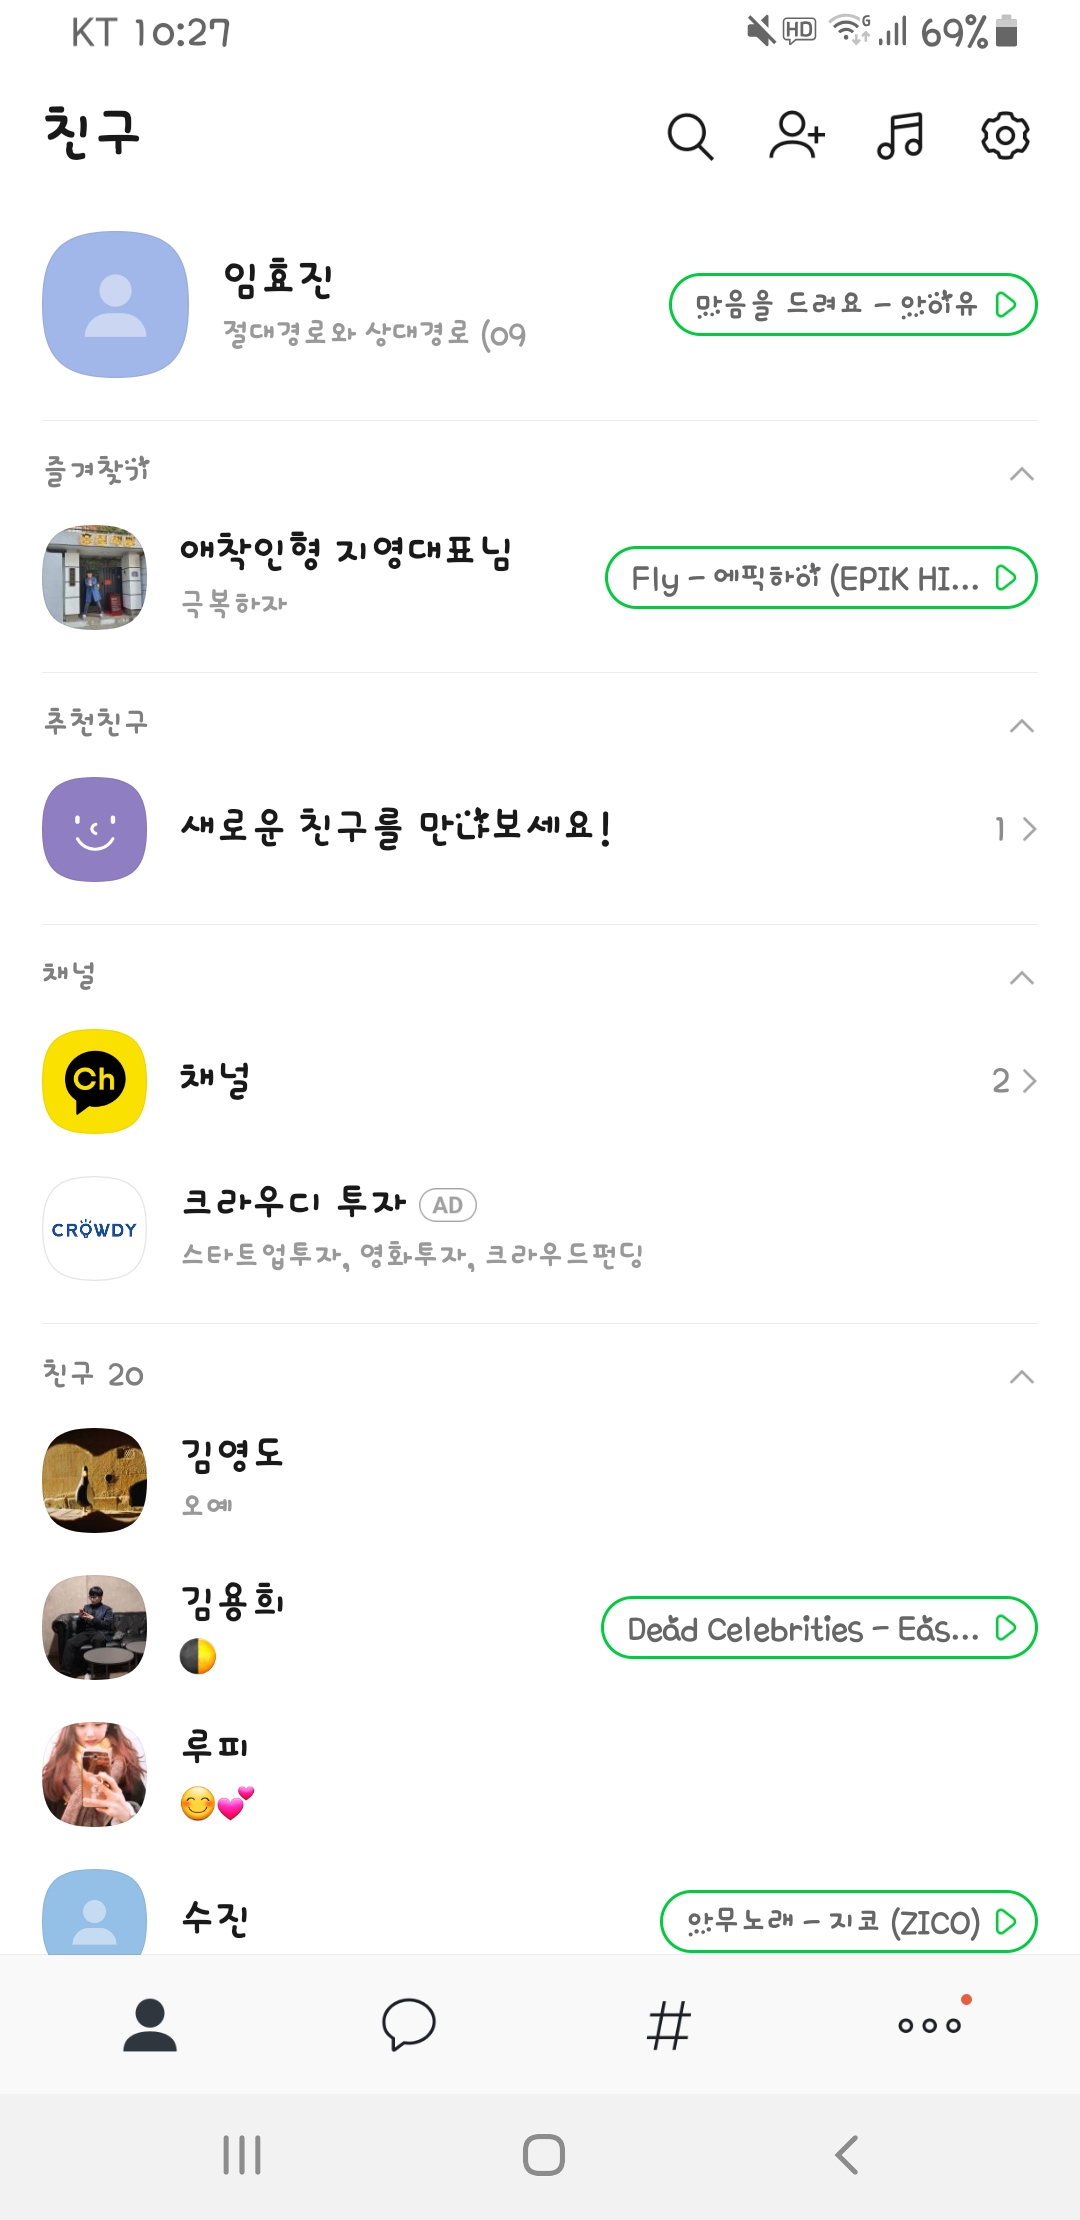 KT 10:27
HD
G
69%
친구
임효진
절대경로와 상대경로 (09
마음을 드려요 - 아이유
즐겨찾기
애착인형 지영대표님
극복하자
Fly - 에픽하이 (EPIK HI...
추천친구
새로운 친구를 만나보세요!
1
채널
Ch
채널
2
CROWDY
크라우디 투자 AD
스타트업투자, 영화투자, 크라우드펀딩
친구 20
김영도
오예
김용희
Dead Celebrities - Eas...
루피
수진
아무노래 - 지코 (ZICO)